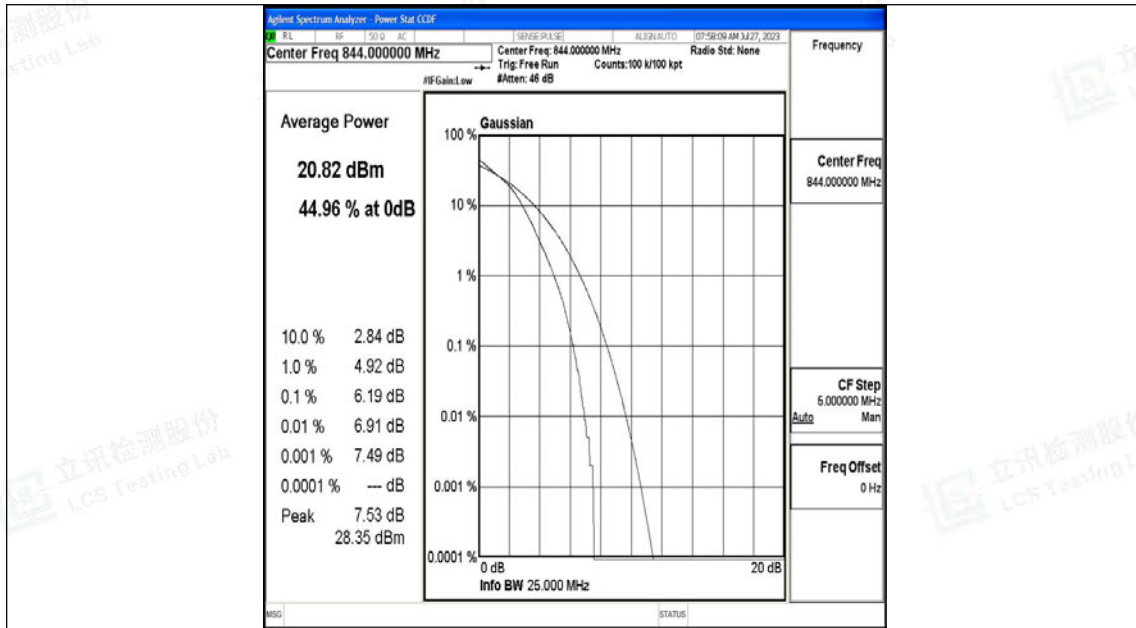 Agilent Spectrum Analyzer - Power Stat CCDF
RL RF 50 Ω AC SENSE:PULSE ALIGNAUTO 07:58:09 AM Jul 27, 2023
Center Freq 844.000000 MHz
Center Freq: 844.000000 MHz Radio Std: None
Trig: Free Run Counts:100 k/100 kpt
#IFGain:Low #Atten: 46 dB
Frequency
Average Power
20.82 dBm
44.96 % at 0dB
10.0 % 2.84 dB
1.0 % 4.92 dB
0.1 % 6.19 dB
0.01 % 6.91 dB
0.001 % 7.49 dB
0.0001 % --- dB
Peak 7.53 dB
28.35 dBm
Gaussian
100 %
10 %
1 %
0.1 %
0.01 %
0.001 %
0.0001 %
0 dB 20 dB
Info BW 25.000 MHz
Center Freq
844.000000 MHz
CF Step
5.000000 MHz
Auto Man
Freq Offset
0 Hz
MSG STATUS
立讯检测股份
LCS Testing Lab